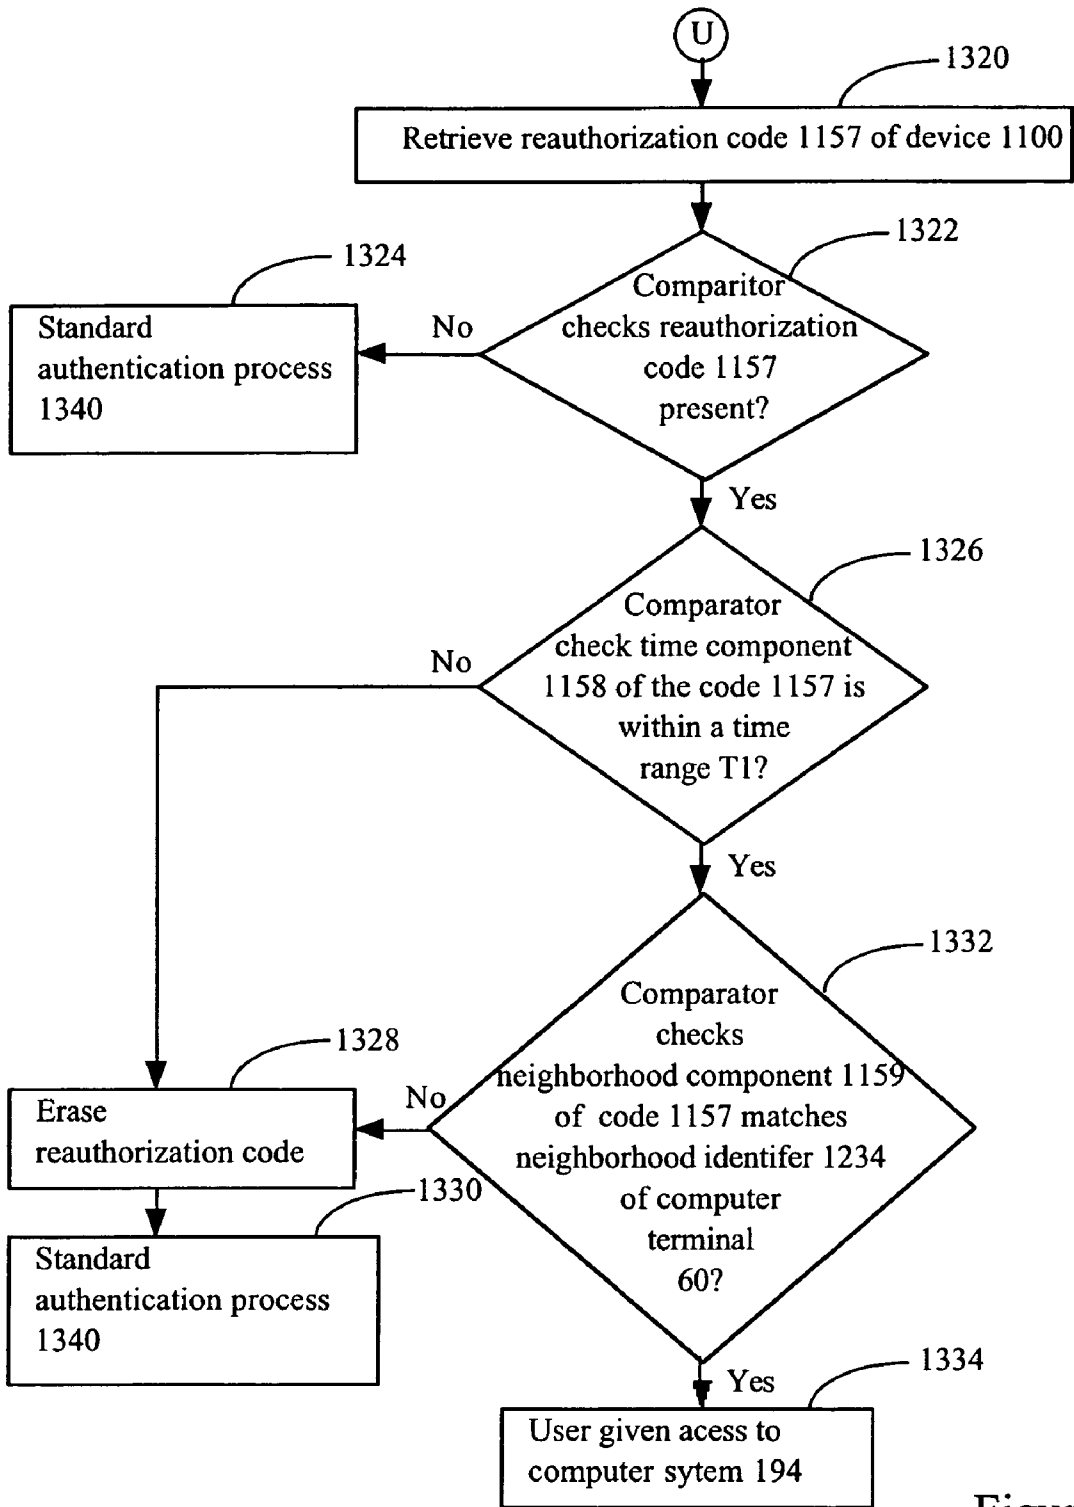 U
1320
Retrieve reauthorization code 1157 of device 1100
1322
Comparitor
checks reauthorization
code 1157
present?
1324
No
Standard
authentication process
1340
Yes
1326
Comparator
check time component
1158 of the code 1157 is
within a time
range T1?
No
Yes
1332
Comparator
checks
neighborhood component 1159
of code 1157 matches
neighborhood identifer 1234
of computer
terminal
60?
No
1328
Erase
reauthorization code
1330
Standard
authentication process
1340
Yes
1334
User given acess to
computer sytem 194